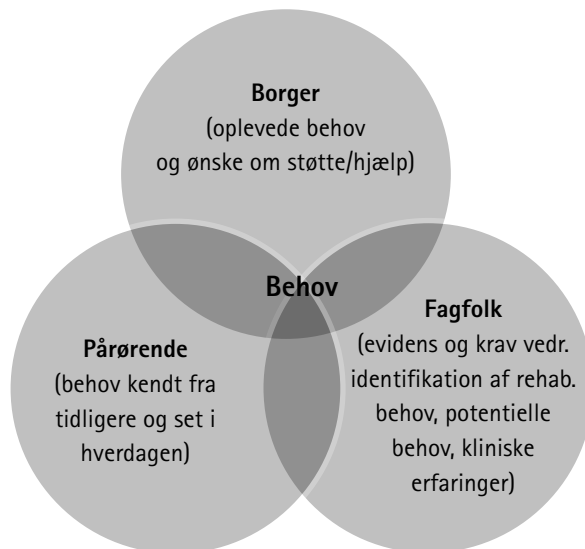 Borger
(oplevede behov
og ønske om støtte/hjælp)
Behov
Pårørende
(behov kendt fra
tidligere og set i
hverdagen)
Fagfolk
(evidens og krav vedr.
identifikation af rehab.
behov, potentielle
behov, kliniske
erfaringer)